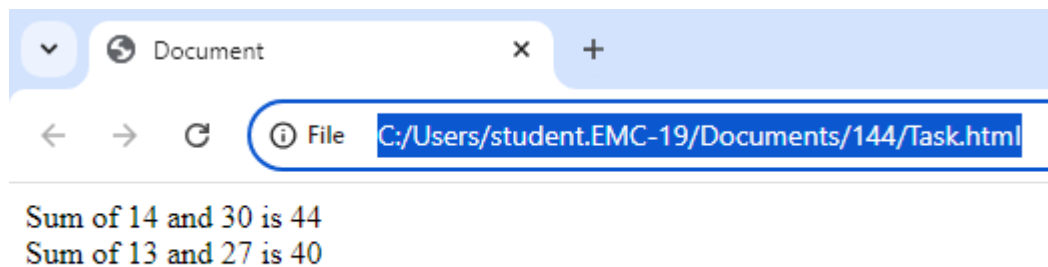 Document
File C:/Users/student.EMC-19/Documents/144/Task.html
Sum of 14 and 30 is 44
Sum of 13 and 27 is 40